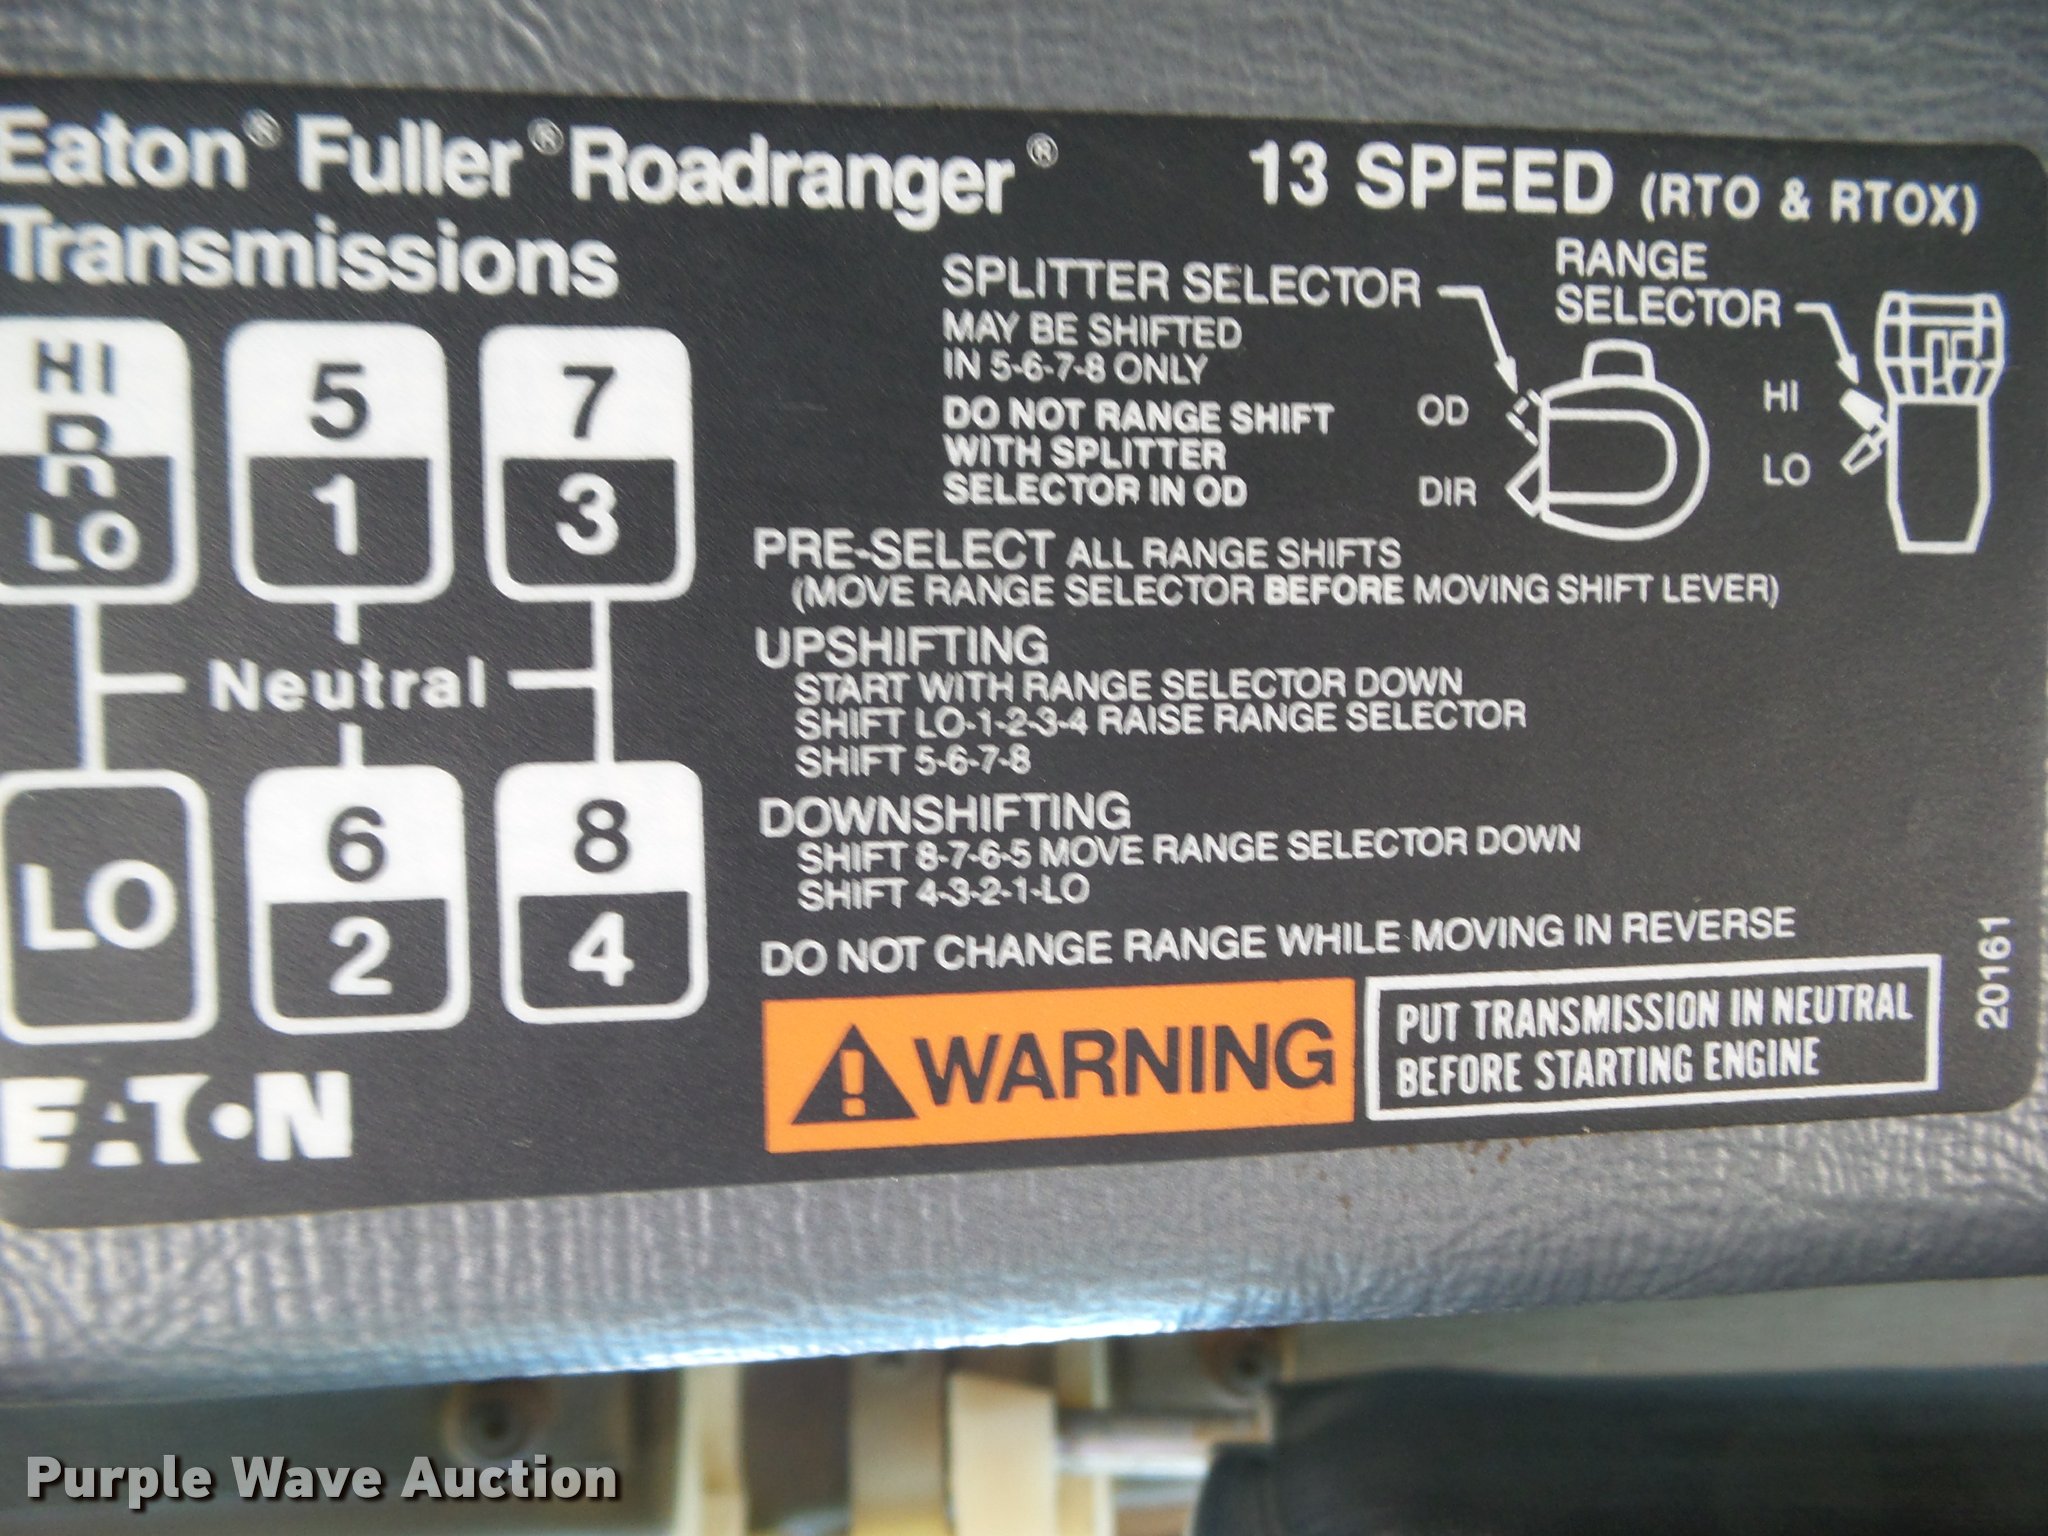 Eaton® Fuller® Roadranger®
Transmissions
13 SPEED (RTO & RTOX)
HI
R
R
LO
5
1
7
3
Neutral
LO
6
2
8
4
EATON
SPLITTER SELECTOR
MAY BE SHIFTED
IN 5-6-7-8 ONLY
DO NOT RANGE SHIFT
WITH SPLITTER
SELECTOR IN OD
OD
DIR
RANGE
SELECTOR
HI
LO
PRE-SELECT ALL RANGE SHIFTS
(MOVE RANGE SELECTOR BEFORE MOVING SHIFT LEVER)
UPSHIFTING
START WITH RANGE SELECTOR DOWN
SHIFT LO-1-2-3-4 RAISE RANGE SELECTOR
SHIFT 5-6-7-8
DOWNSHIFTING
SHIFT 8-7-6-5 MOVE RANGE SELECTOR DOWN
SHIFT 4-3-2-1-LO
DO NOT CHANGE RANGE WHILE MOVING IN REVERSE
WARNING
PUT TRANSMISSION IN NEUTRAL
BEFORE STARTING ENGINE
20161
Purple Wave Auction